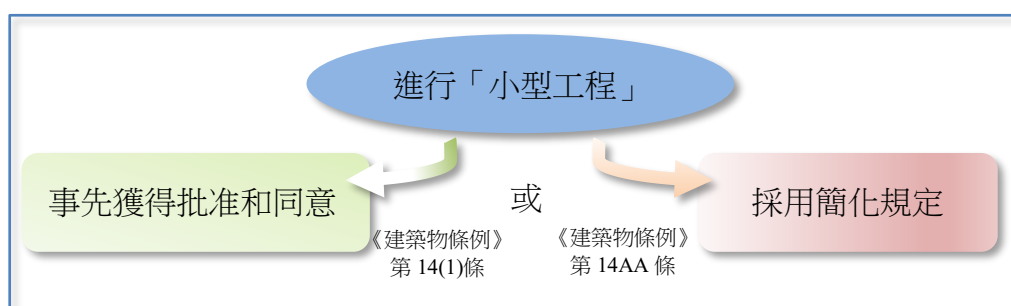 進行「小型工程」
事先獲得批准和同意
或
採用簡化規定
《建築物條例》
第 14(1)條
《建築物條例》
第 14AA 條